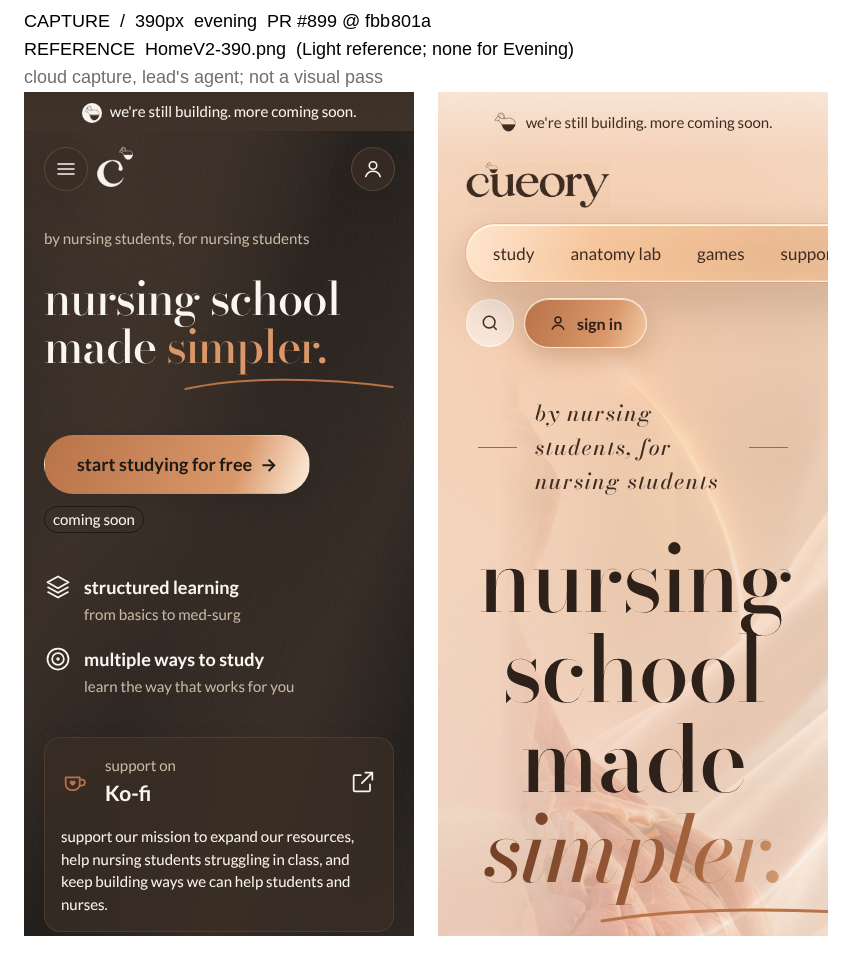 CAPTURE / 390px evening PR #899 @ fbb801a
REFERENCE HomeV2-390.png (Light reference; none for Evening)
cloud capture, lead's agent; not a visual pass
we're still building. more coming soon.
c
by nursing students, for nursing students
nursing school
made simpler.
start studying for free →
coming soon
structured learning
from basics to med-surg
multiple ways to study
learn the way that works for you
support on
Ko-fi
support our mission to expand our resources,
help nursing students struggling in class, and
keep building ways we can help students and
nurses.
we're still building. more coming soon.
cueory
study anatomy lab games suppor
sign in
by nursing
students, for
nursing students
nursing
school
made
simpler.